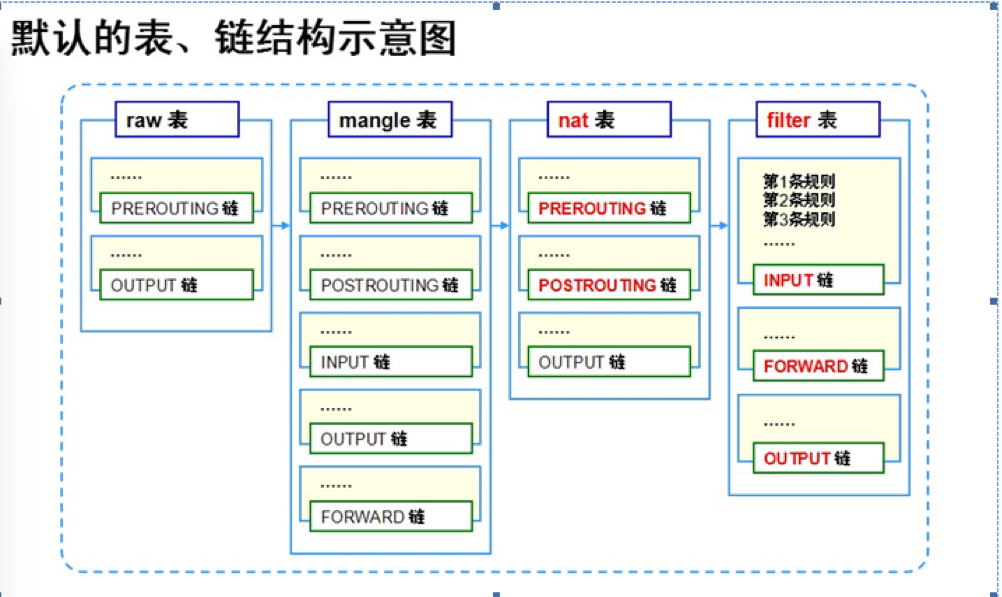 默认的表、链结构示意图
raw 表
......
PREROUTING 链
......
OUTPUT 链
mangle 表
......
PREROUTING 链
......
POSTROUTING 链
......
INPUT 链
......
OUTPUT 链
......
FORWARD 链
nat 表
......
PREROUTING 链
......
POSTROUTING 链
......
OUTPUT 链
filter 表
第1条规则
第2条规则
第3条规则
......
INPUT 链
......
FORWARD 链
......
OUTPUT 链